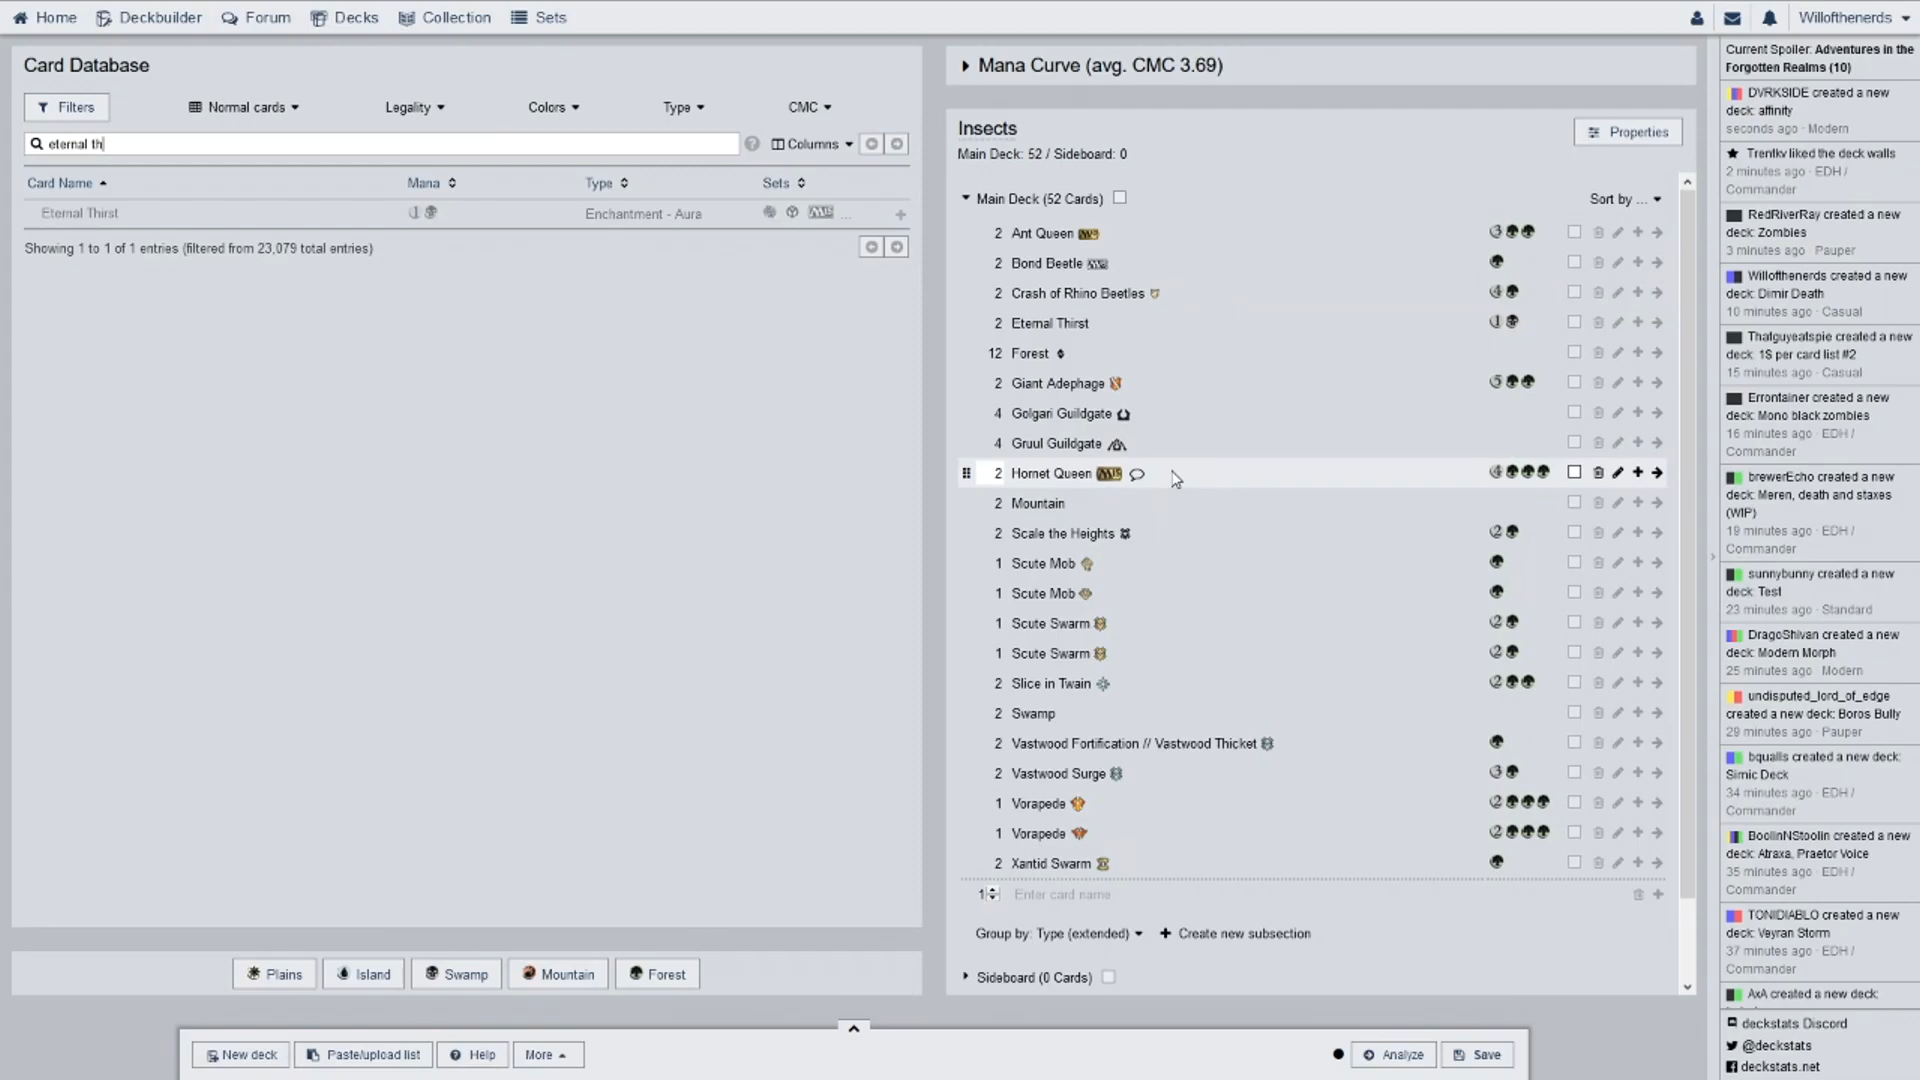 Home Deckbuilder Forum Decks Collection Sets Willofthenerds
Card Database
Filters Normal cards Legality Colors Type CMC
eternal th Columns
Card Name Mana Type Sets
Eternal Thirst 1 Enchantment - Aura ...
Showing 1 to 1 of 1 entries (filtered from 23,079 total entries)
Plains Island Swamp Mountain Forest
Mana Curve (avg. CMC 3.69)
Insects
Properties
Main Deck: 52 / Sideboard: 0
Main Deck (52 Cards) Sort by ...
2 Ant Queen 3
2 Bond Beetle
2 Crash of Rhino Beetles 4
2 Eternal Thirst 1
12 Forest
2 Giant Adephage 5
4 Golgari Guildgate
4 Gruul Guildgate
2 Hornet Queen 4
2 Mountain
2 Scale the Heights 2
1 Scute Mob
1 Scute Mob
1 Scute Swarm 2
1 Scute Swarm 2
2 Slice in Twain 2
2 Swamp
2 Vastwood Fortification // Vastwood Thicket
2 Vastwood Surge 3
1 Vorapede 2
1 Vorapede 2
2 Xantid Swarm
1 Enter card name
Group by: Type (extended) Create new subsection
Sideboard (0 Cards)
New deck Paste/upload list Help More Analyze Save
Current Spoiler: Adventures in the
Forgotten Realms (10)
DVRKSIDE created a new
deck: affinity
seconds ago · Modern
Trentkv liked the deck walls
2 minutes ago · EDH /
Commander
RedRiverRay created a new
deck: Zombies
3 minutes ago · Pauper
Willofthenerds created a new
deck: Dimir Death
10 minutes ago · Casual
Thatguyeatspie created a new
deck: 1$ per card list #2
15 minutes ago · Casual
Errontainer created a new
deck: Mono black zombies
16 minutes ago · EDH /
Commander
brewerEcho created a new
deck: Meren, death and staxes
(WIP)
19 minutes ago · EDH /
Commander
sunnybunny created a new
deck: Test
23 minutes ago · Standard
DragoShivan created a new
deck: Modern Morph
25 minutes ago · Modern
undisputed_lord_of_edge
created a new deck: Boros Bully
29 minutes ago · Pauper
bqualls created a new deck:
Simic Deck
34 minutes ago · EDH /
Commander
BoolinNStoolin created a new
deck: Atraxa, Praetor Voice
35 minutes ago · EDH /
Commander
TONIDIABLO created a new
deck: Veyran Storm
37 minutes ago · EDH /
Commander
AxA created a new deck:
deckstats Discord
@deckstats
deckstats.net